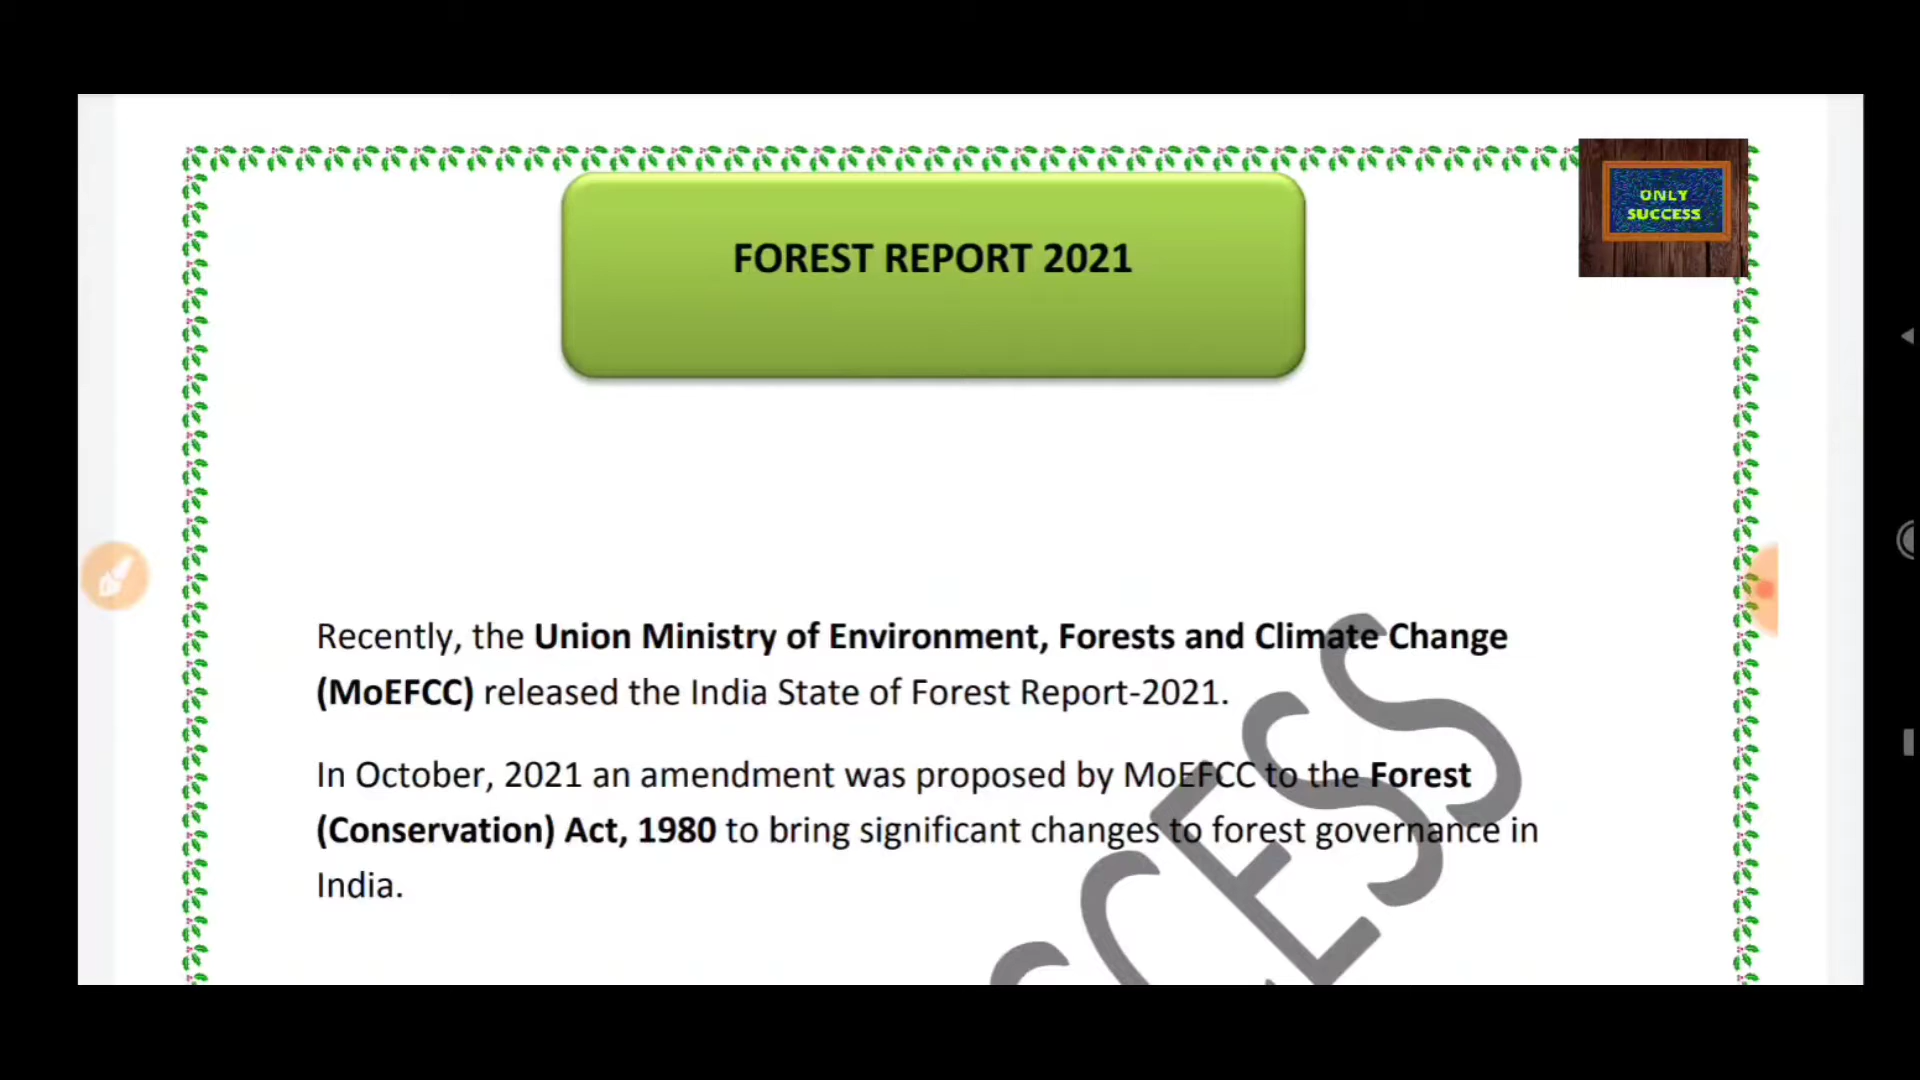 ONLY
SUCCESS
FOREST REPORT 2021
Recently, the Union Ministry of Environment, Forests and Climate Change
(MoEFCC) released the India State of Forest Report-2021.
In October, 2021 an amendment was proposed by MoEFCC to the Forest
(Conservation) Act, 1980 to bring significant changes to forest governance in
India.
CESS